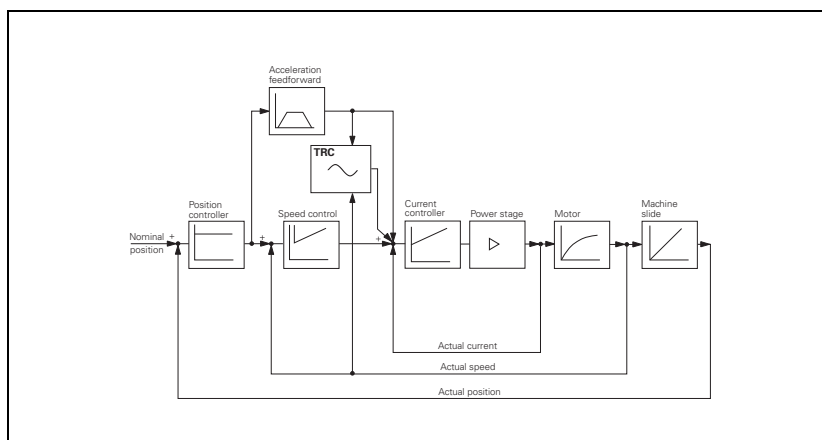 Acceleration
feedforward
TRC
Position
controller
Speed control
Current
controller
Power stage
Motor
Machine
slide
Nominal
position
+
+
+
Actual current
Actual speed
Actual position